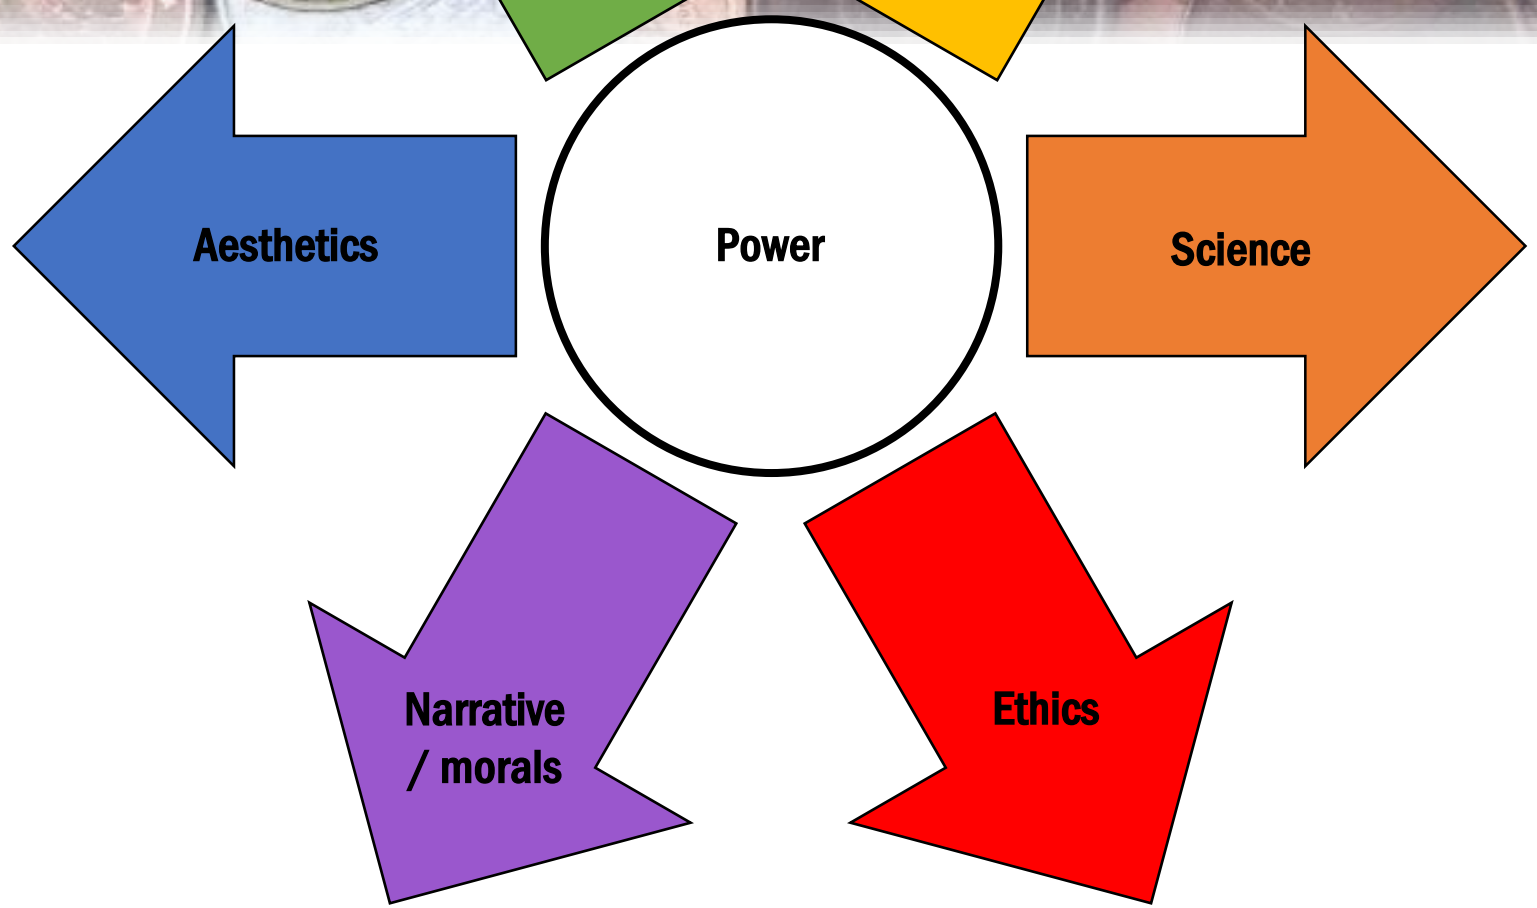 Aesthetics
Power
Science
Narrative
/ morals
Ethics